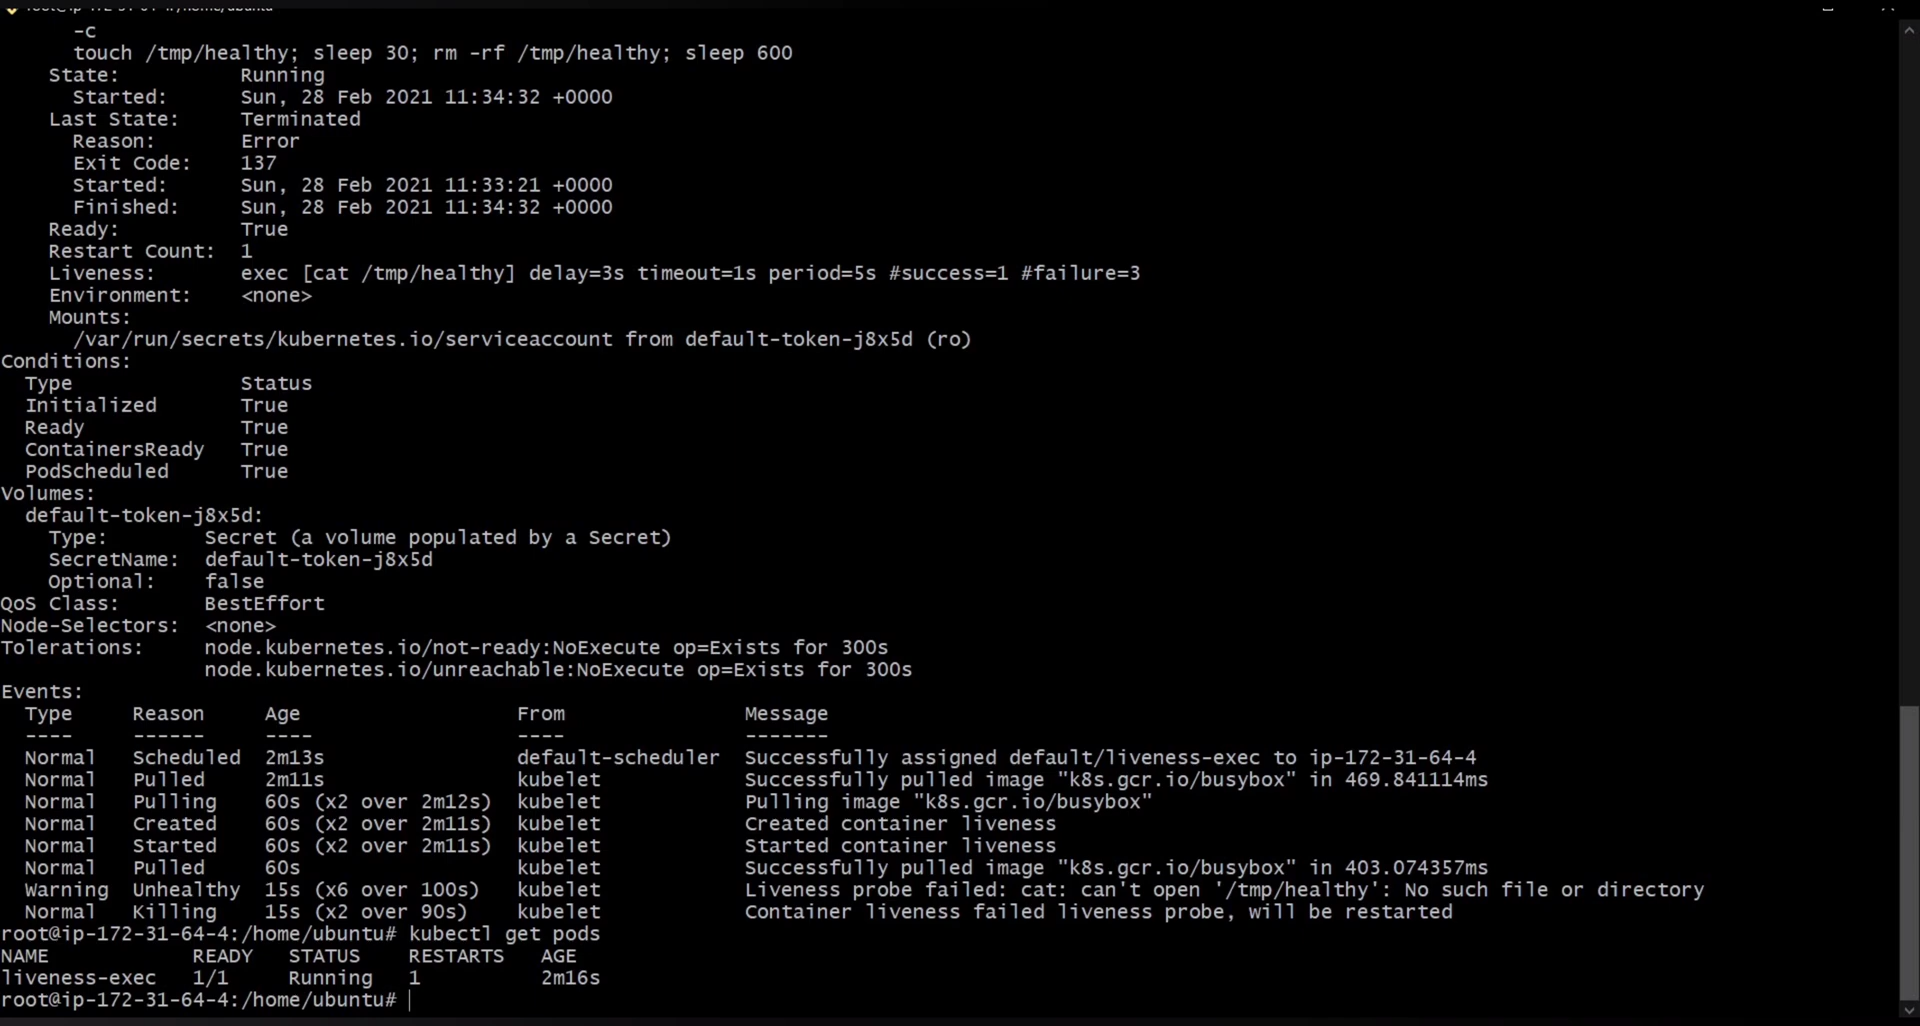 -c
touch /tmp/healthy; sleep 30; rm -rf /tmp/healthy; sleep 600
State: Running
Started: Sun, 28 Feb 2021 11:34:32 +0000
Last State: Terminated
Reason: Error
Exit Code: 137
Started: Sun, 28 Feb 2021 11:33:21 +0000
Finished: Sun, 28 Feb 2021 11:34:32 +0000
Ready: True
Restart Count: 1
Liveness: exec [cat /tmp/healthy] delay=3s timeout=1s period=5s #success=1 #failure=3
Environment: <none>
Mounts:
/var/run/secrets/kubernetes.io/serviceaccount from default-token-j8x5d (ro)
Conditions:
Type Status
Initialized True
Ready True
ContainersReady True
PodScheduled True
Volumes:
default-token-j8x5d:
Type: Secret (a volume populated by a Secret)
SecretName: default-token-j8x5d
Optional: false
QoS Class: BestEffort
Node-Selectors: <none>
Tolerations: node.kubernetes.io/not-ready:NoExecute op=Exists for 300s
node.kubernetes.io/unreachable:NoExecute op=Exists for 300s
Events:
Type Reason Age From Message
---- ------ ---- ---- -------
Normal Scheduled 2m13s default-scheduler Successfully assigned default/liveness-exec to ip-172-31-64-4
Normal Pulled 2m11s kubelet Successfully pulled image "k8s.gcr.io/busybox" in 469.841114ms
Normal Pulling 60s (x2 over 2m12s) kubelet Pulling image "k8s.gcr.io/busybox"
Normal Created 60s (x2 over 2m11s) kubelet Created container liveness
Normal Started 60s (x2 over 2m11s) kubelet Started container liveness
Normal Pulled 60s kubelet Successfully pulled image "k8s.gcr.io/busybox" in 403.074357ms
Warning Unhealthy 15s (x6 over 100s) kubelet Liveness probe failed: cat: can't open '/tmp/healthy': No such file or directory
Normal Killing 15s (x2 over 90s) kubelet Container liveness failed liveness probe, will be restarted
root@ip-172-31-64-4:/home/ubuntu# kubectl get pods
NAME READY STATUS RESTARTS AGE
liveness-exec 1/1 Running 1 2m16s
root@ip-172-31-64-4:/home/ubuntu#